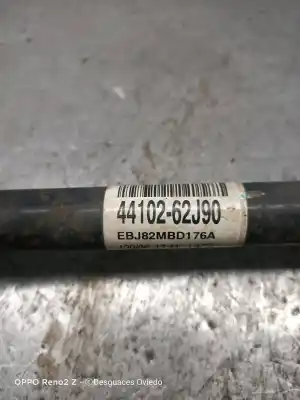 44102-62J90
EBJ82MBD176A
OPPO Reno2 Z - © Desguaces Oviedo